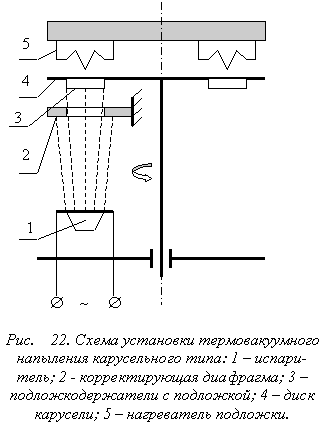 5
4
3
2
1
~
Рис. 22. Схема установки термовакуумного
напыления карусельного типа: 1 – испари-
тель; 2 - корректирующая диафрагма; 3 –
подложкодержатели с подложкой; 4 – диск
карусели; 5 – нагреватель подложки.